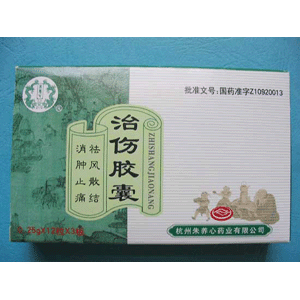 批准文号:国药准字Z10920013
治伤胶囊
ZHISHANGJIAONANG
祛风散结
消肿止痛
杭州朱养心药业有限公司